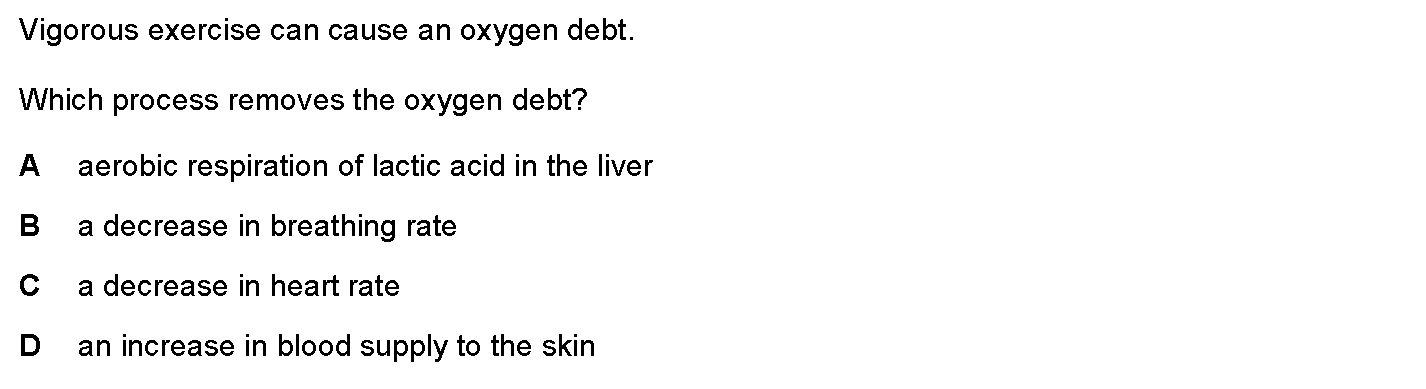 Vigorous exercise can cause an oxygen debt.
Which process removes the oxygen debt?
A aerobic respiration of lactic acid in the liver
B a decrease in breathing rate
C a decrease in heart rate
D an increase in blood supply to the skin